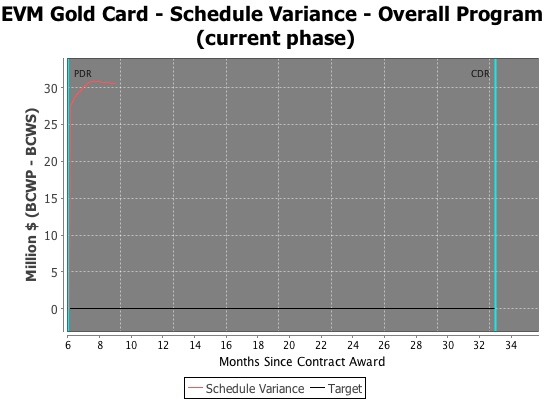 EVM Gold Card - Schedule Variance - Overall Program
(current phase)
PDR
CDR
30
25
20
15
10
5
0
Million $ (BCWP - BCWS)
6 8 10 12 14 16 18 20 22 24 26 28 30 32 34
Months Since Contract Award
Schedule Variance Target